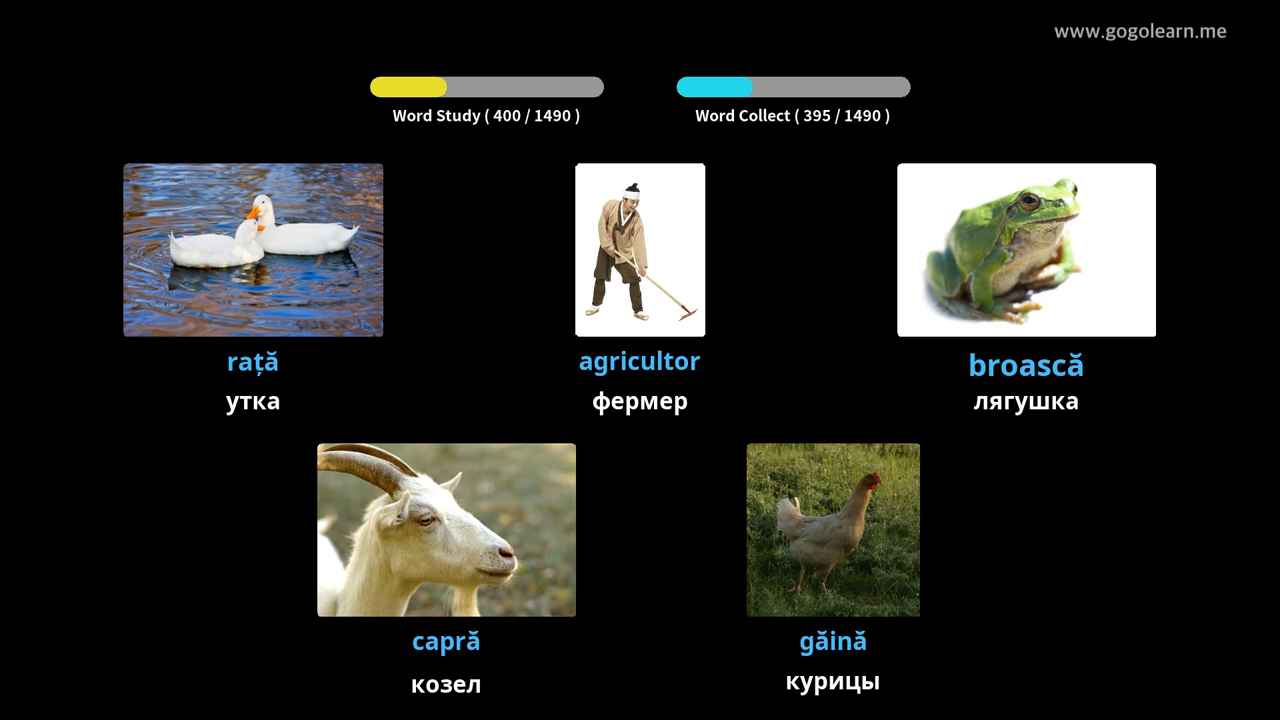 www.gogolearn.me
Word Study ( 400 / 1490 )
Word Collect ( 395 / 1490 )
rață
agricultor
broască
утка
фермер
лягушка
capră
găină
козел
курицы